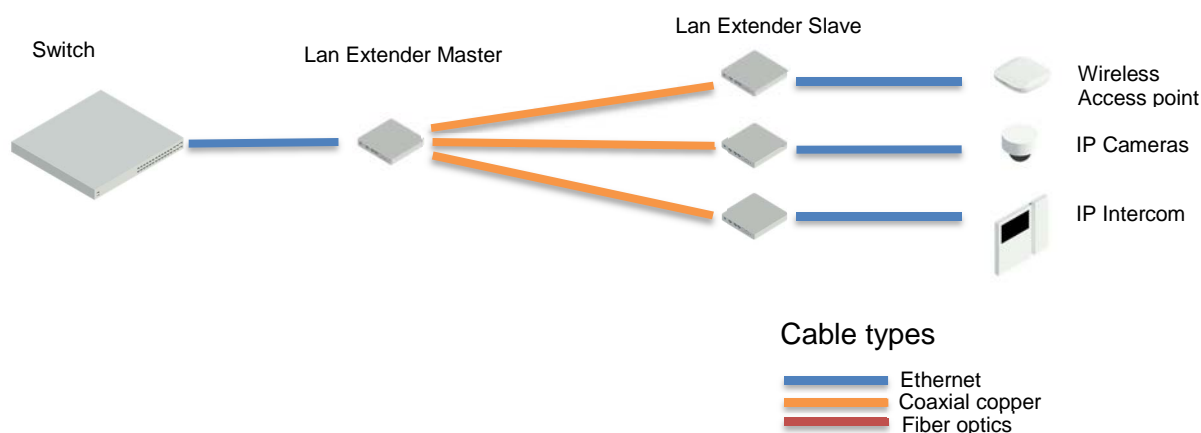 Switch
Lan Extender Master
Lan Extender Slave
Wireless
Access point
IP Cameras
IP Intercom
Cable types
Ethernet
Coaxial copper
Fiber optics